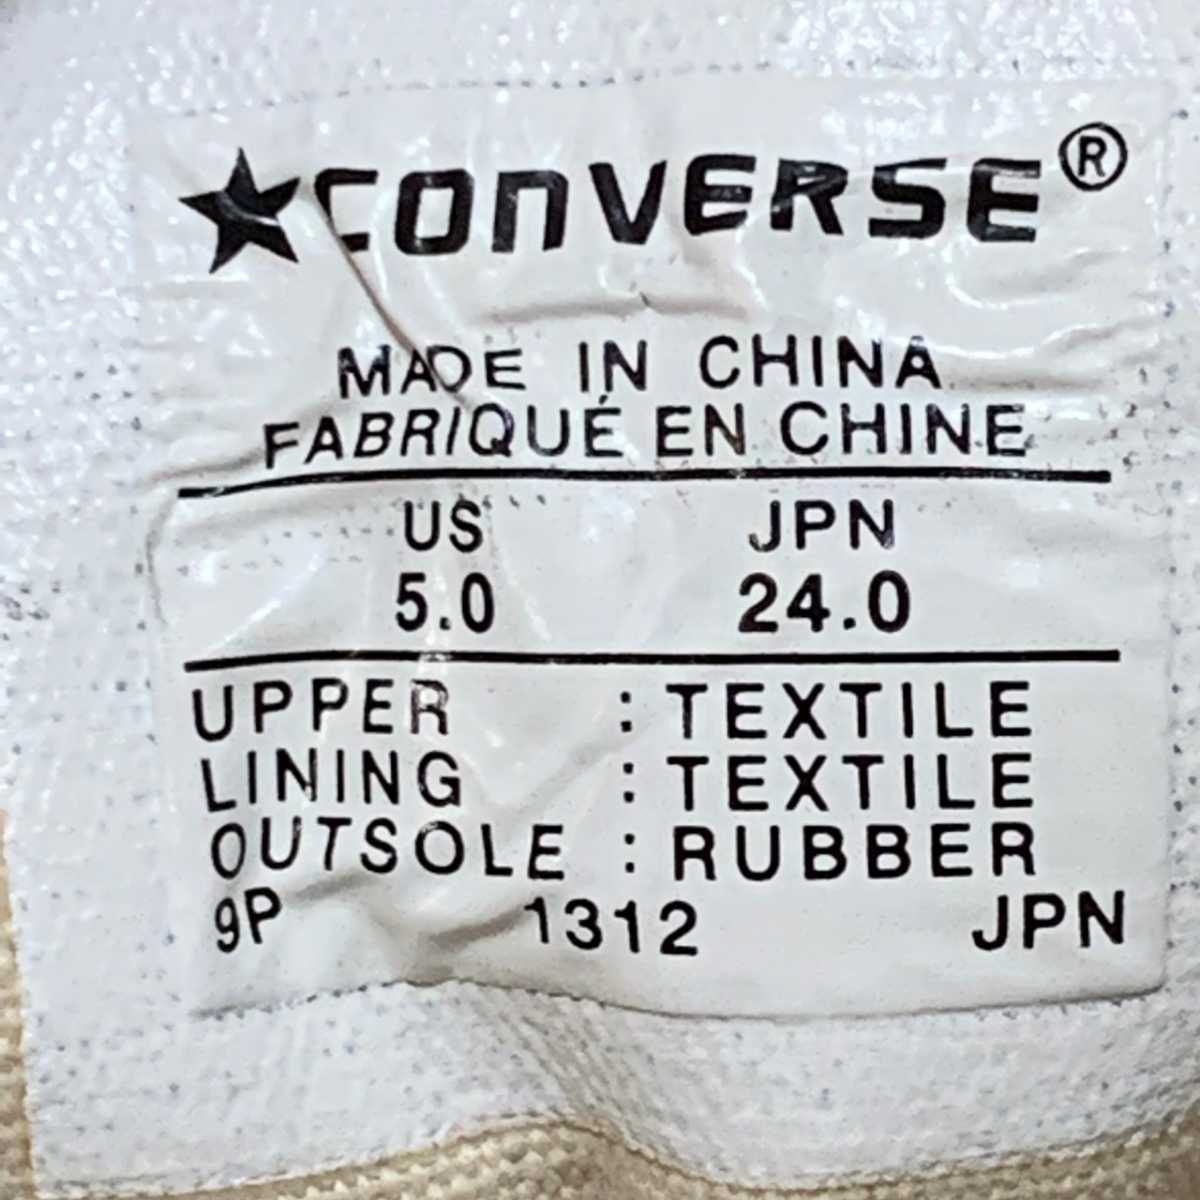 ★CONVERSE®
MADE IN CHINA
FABRIQUÉ EN CHINE
US JPN
5.0 24.0
UPPER : TEXTILE
LINING : TEXTILE
OUTSOLE : RUBBER
9P 1312 JPN